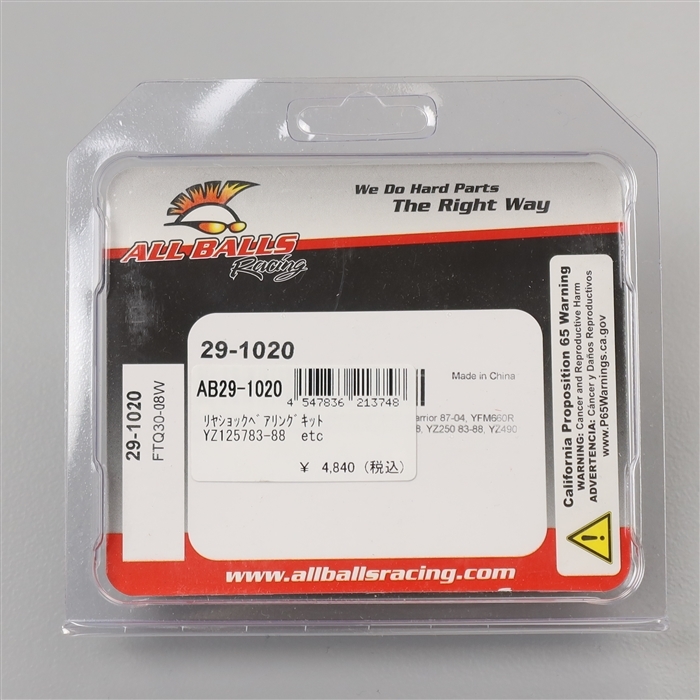 We Do Hard Parts
The Right Way
ALL BALLS
Racing
29-1020
AB29-1020
4 547836 213748
Made in China
arrior 87-04, YFM660R
YZ250 83-88, YZ490
リヤショックベアリングキット
YZ125783-88 etc
¥ 4,840 (税込)
29-1020
FTQ30-08W
California Proposition 65 Warning
WARNING: Cancer and Reproductive Harm
ADVERTENCIA: Cáncer y Daños Reproductivos
www.P65Warnings.ca.gov
www.allballsracing.com